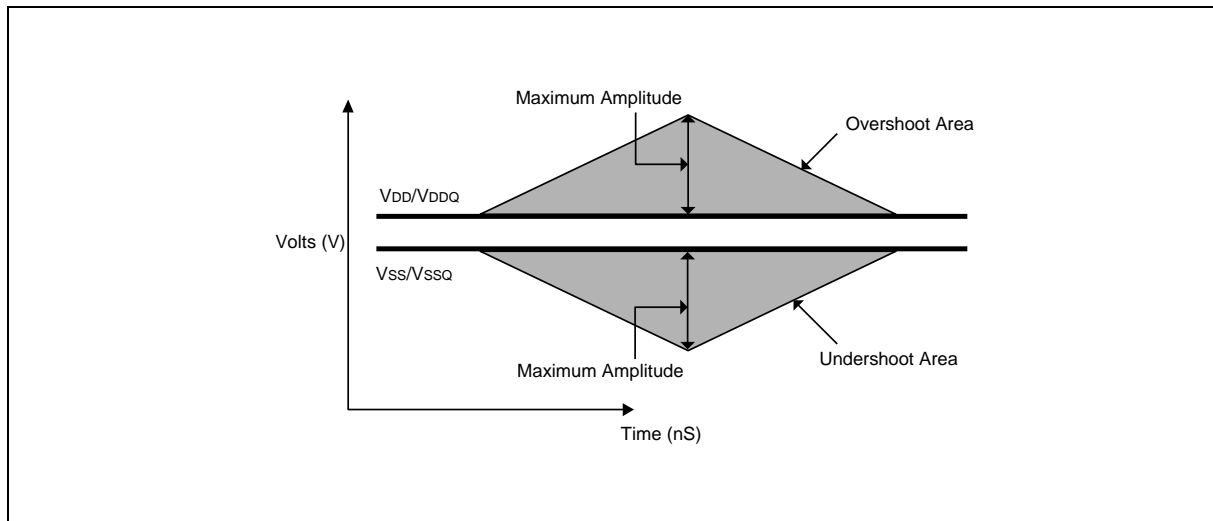 Maximum Amplitude
Overshoot Area
VDD/VDDQ
Volts (V)
VSS/VSSQ
Undershoot Area
Maximum Amplitude
Time (nS)